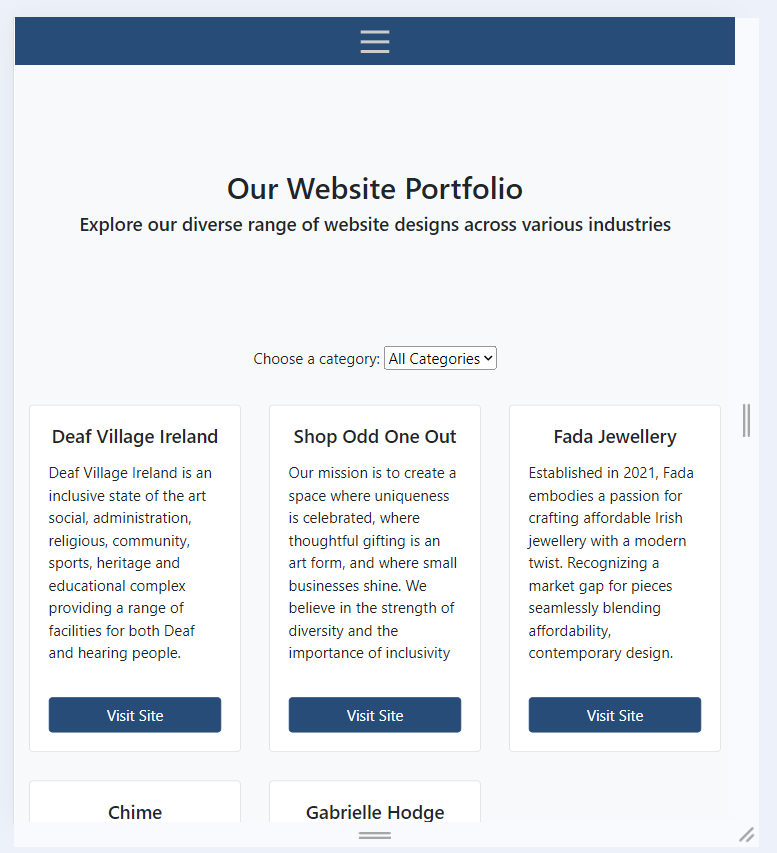 Our Website Portfolio
Explore our diverse range of website designs across various industries
Choose a category: All Categories
Deaf Village Ireland
Deaf Village Ireland is an
inclusive state of the art
social, administration,
religious, community,
sports, heritage and
educational complex
providing a range of
facilities for both Deaf
and hearing people.
Visit Site
Shop Odd One Out
Our mission is to create a
space where uniqueness
is celebrated, where
thoughtful gifting is an
art form, and where small
businesses shine. We
believe in the strength of
diversity and the
importance of inclusivity
Visit Site
Fada Jewellery
Established in 2021, Fada
embodies a passion for
crafting affordable Irish
jewellery with a modern
twist. Recognizing a
market gap for pieces
seamlessly blending
affordability,
contemporary design.
Visit Site
Chime
Gabrielle Hodge